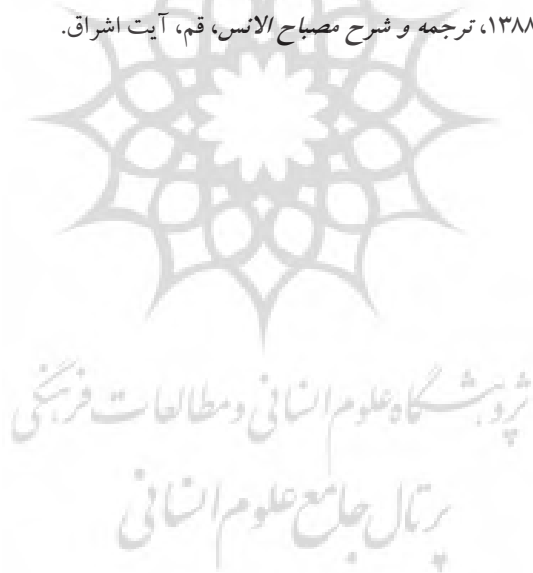 ۱۳۸۸، ترجمه و شرح مصباح الانس، قم، آیت اشراق.
پژوهشگاه علوم انسانی و مطالعات فرهنگی
پرتال جامع علوم انسانی